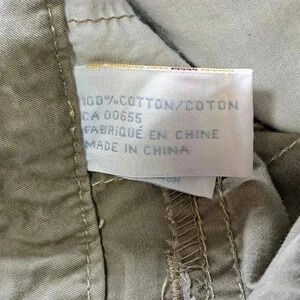 100% COTTON/COTON
CA 00655
FABRIQUÉ EN CHINE
MADE IN CHINA